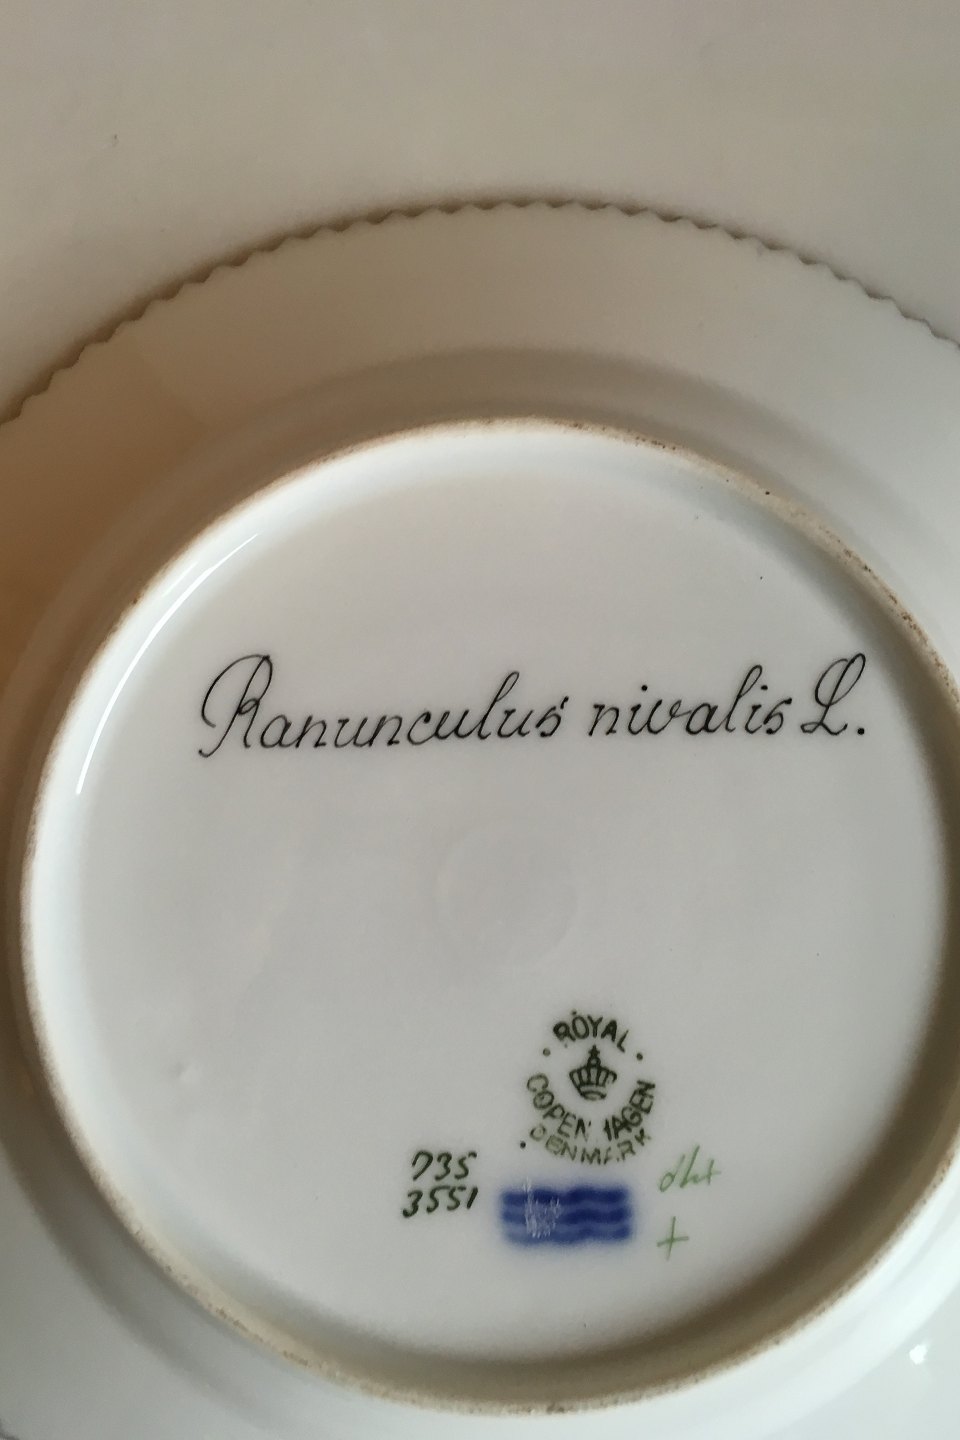 Ranunculus nivalis L.
ROYAL
COPENHAGEN
DENMARK
735
3551
+